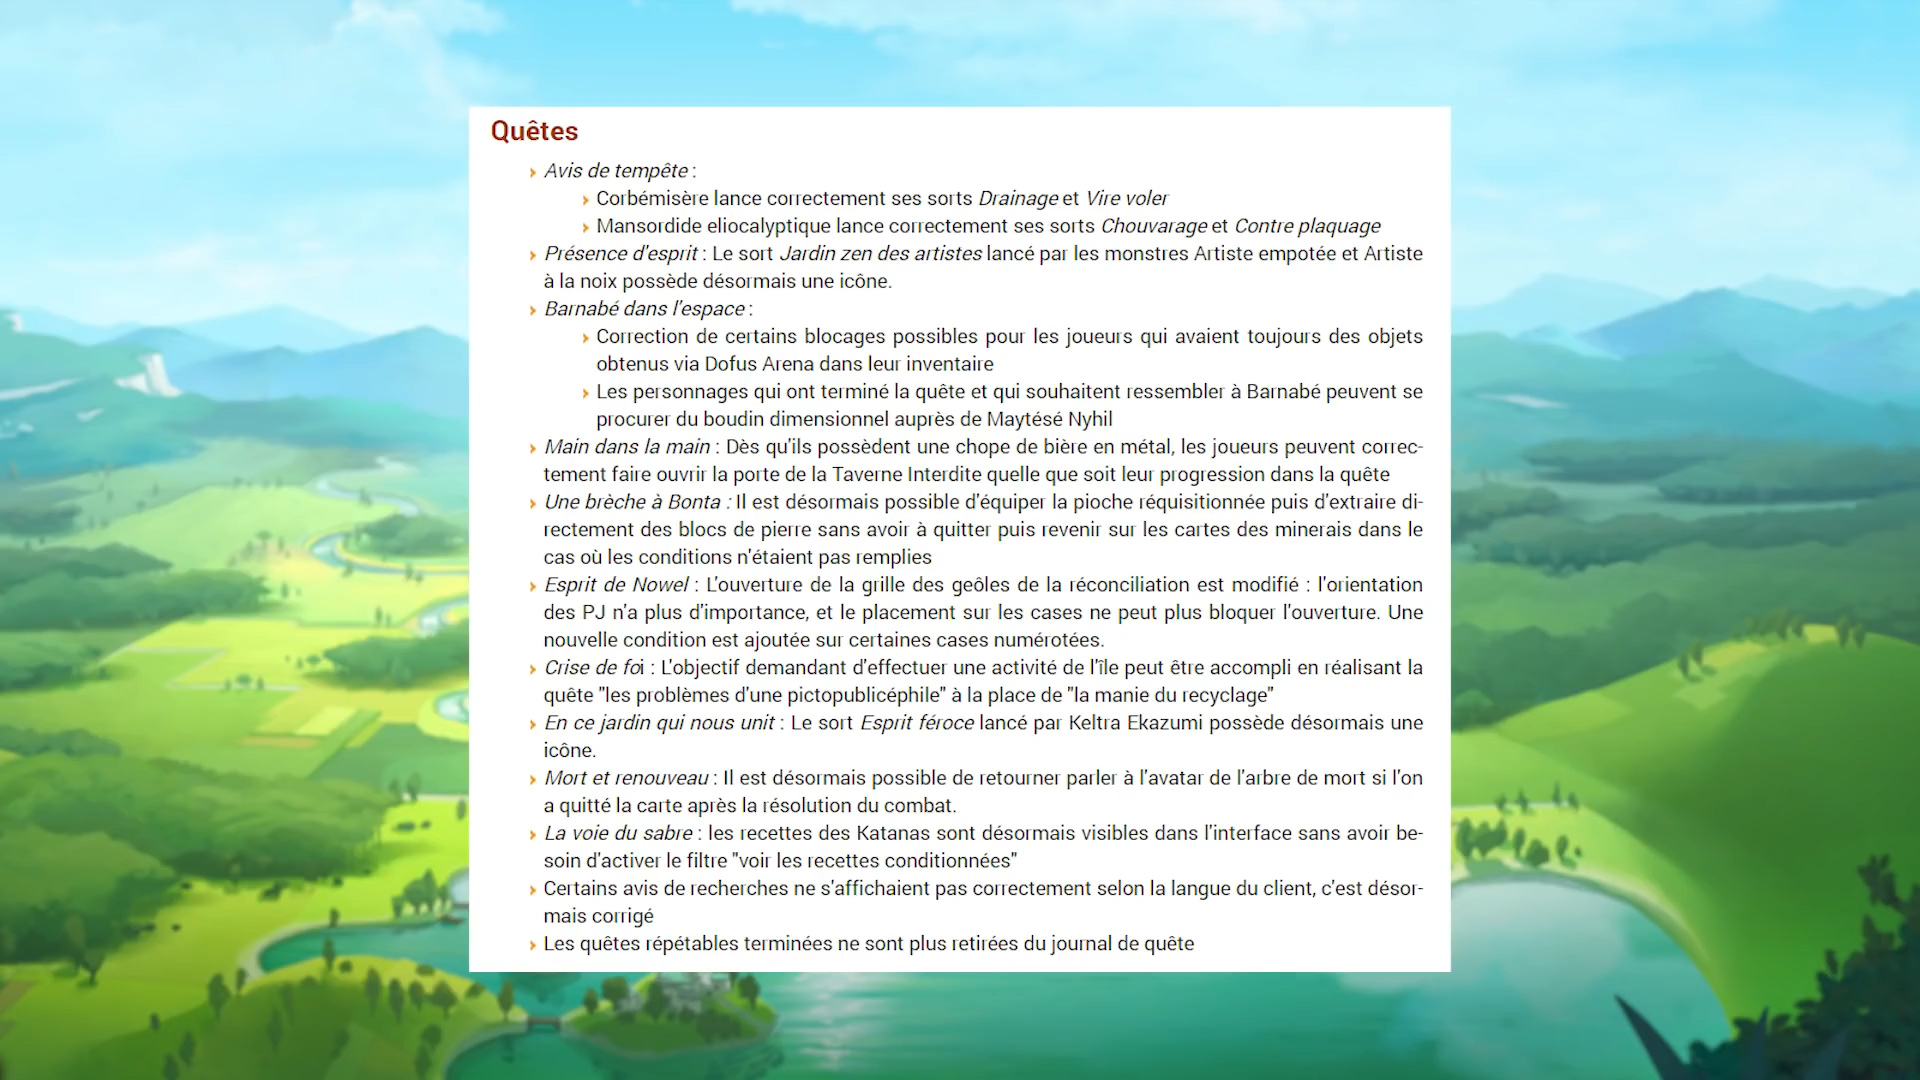 Quêtes
Avis de tempête :
Corbémisère lance correctement ses sorts Drainage et Vire voler
Mansordide eliocalyptique lance correctement ses sorts Chouvarage et Contre plaquage
Présence d'esprit : Le sort Jardin zen des artistes lancé par les monstres Artiste empotée et Artiste
à la noix possède désormais une icône.
Barnabé dans l'espace :
Correction de certains blocages possibles pour les joueurs qui avaient toujours des objets
obtenus via Dofus Arena dans leur inventaire
Les personnages qui ont terminé la quête et qui souhaitent ressembler à Barnabé peuvent se
procurer du boudin dimensionnel auprès de Maytésé Nyhil
Main dans la main : Dès qu'ils possèdent une chope de bière en métal, les joueurs peuvent correc-
tement faire ouvrir la porte de la Taverne Interdite quelle que soit leur progression dans la quête
Une brèche à Bonta : Il est désormais possible d'équiper la pioche réquisitionnée puis d'extraire di-
rectement des blocs de pierre sans avoir à quitter puis revenir sur les cartes des minerais dans le
cas où les conditions n'étaient pas remplies
Esprit de Nowel : L'ouverture de la grille des geôles de la réconciliation est modifié : l'orientation
des PJ n'a plus d'importance, et le placement sur les cases ne peut plus bloquer l'ouverture. Une
nouvelle condition est ajoutée sur certaines cases numérotées.
Crise de foi : L'objectif demandant d'effectuer une activité de l'île peut être accompli en réalisant la
quête "les problèmes d'une pictopublicéphile" à la place de "la manie du recyclage"
En ce jardin qui nous unit : Le sort Esprit féroce lancé par Keltra Ekazumi possède désormais une
icône.
Mort et renouveau : Il est désormais possible de retourner parler à l'avatar de l'arbre de mort si l'on
a quitté la carte après la résolution du combat.
La voie du sabre : les recettes des Katanas sont désormais visibles dans l'interface sans avoir be-
soin d'activer le filtre "voir les recettes conditionnées"
Certains avis de recherches ne s'affichaient pas correctement selon la langue du client, c'est désor-
mais corrigé
Les quêtes répétables terminées ne sont plus retirées du journal de quête